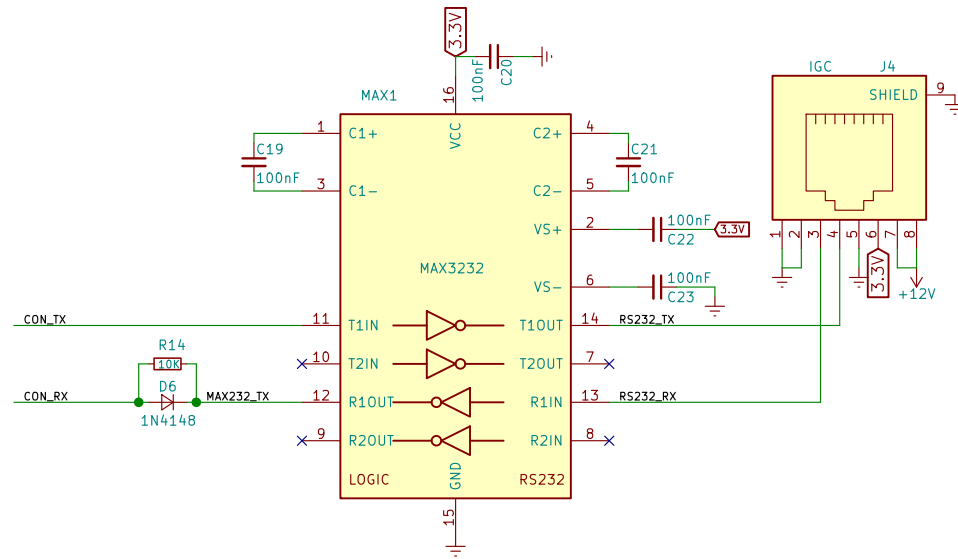 3.3V
100nF
C20
16
MAX1
VCC
IGC
J4
SHIELD
9
1
C1+
C2+
4
C19
100nF
C21
100nF
3
C1-
C2-
5
VS+
2
100nF
C22
3.3V
1
2
3
4
5
6
7
8
3.3V
+12V
MAX3232
VS-
6
100nF
C23
CON_TX
11
T1IN
T1OUT
14
RS232_TX
R14
10K
10
T2IN
T2OUT
7
D6
1N4148
CON_RX
MAX232_TX
12
R1OUT
R1IN
13
RS232_RX
9
R2OUT
R2IN
8
LOGIC
GND
RS232
15